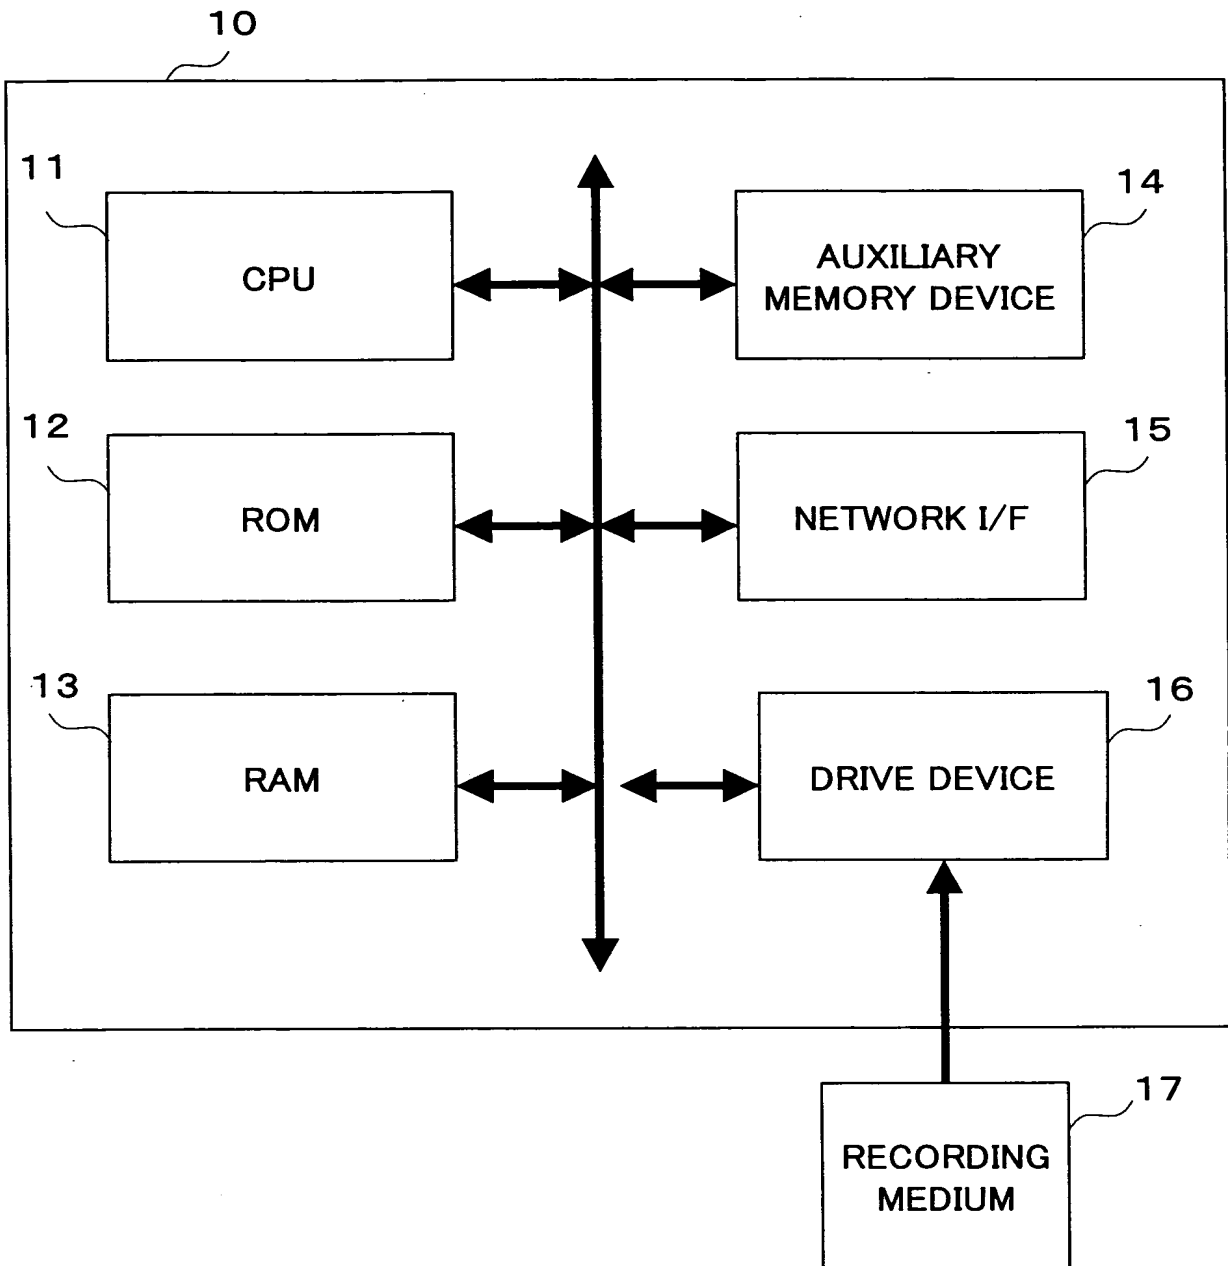 10
11
CPU
14
AUXILIARY
MEMORY DEVICE
12
ROM
15
NETWORK I/F
13
RAM
16
DRIVE DEVICE
17
RECORDING
MEDIUM